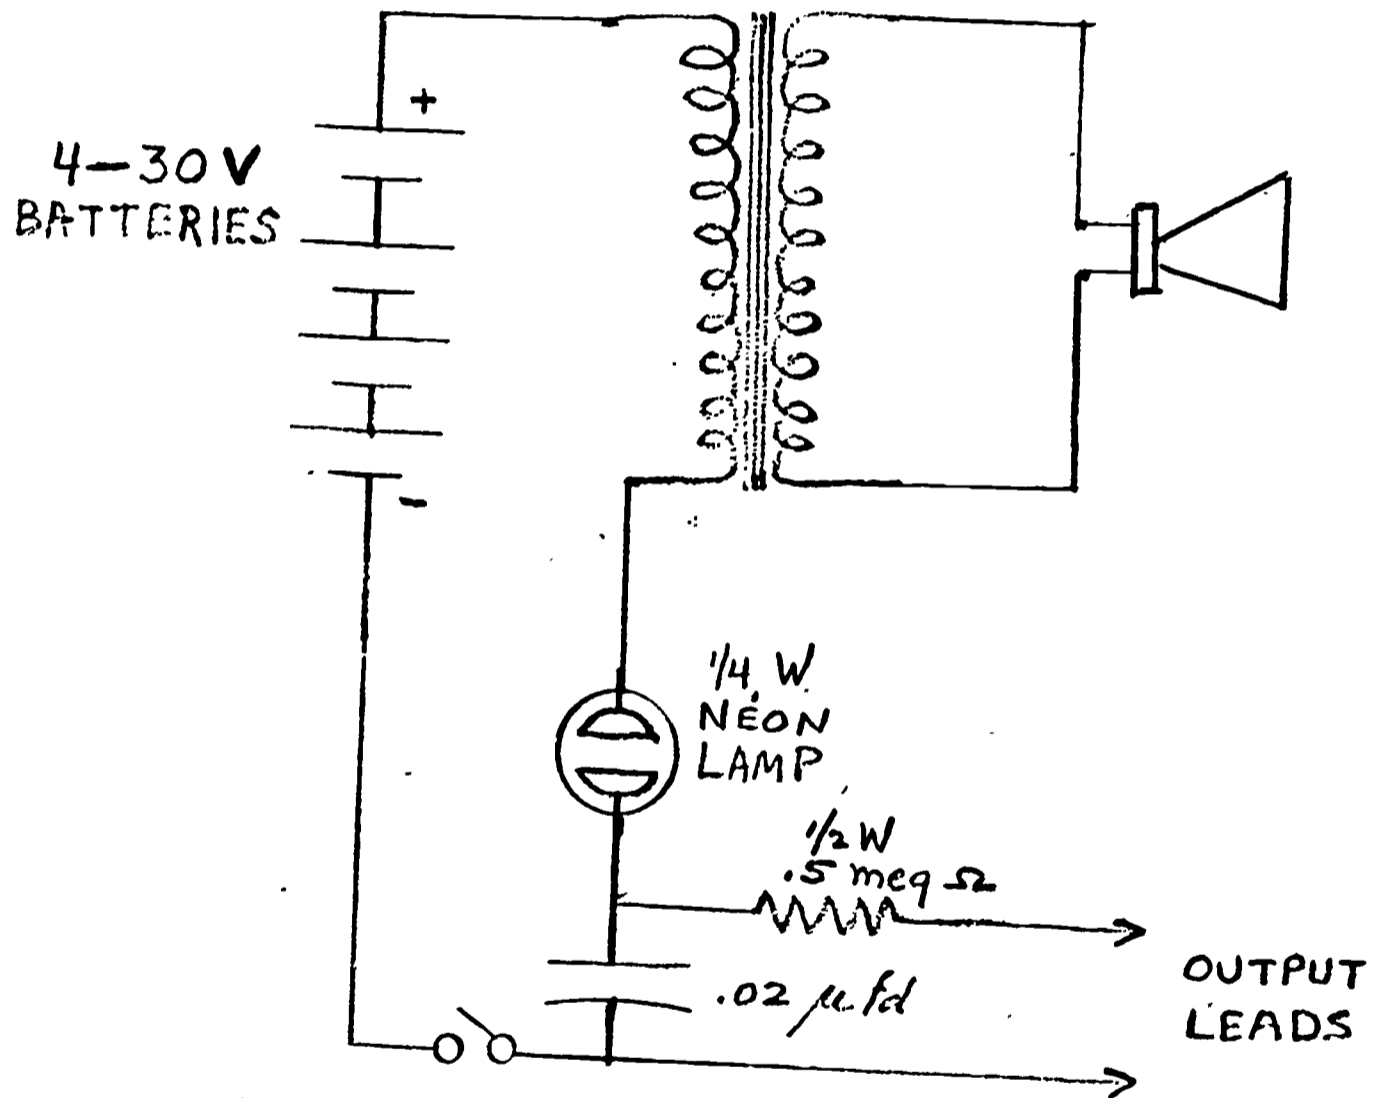 +
4-30V
BATTERIES
-
1/4 W
NEON
LAMP
1/2 W
.5 meg Ω
.02 μfd
OUTPUT
LEADS